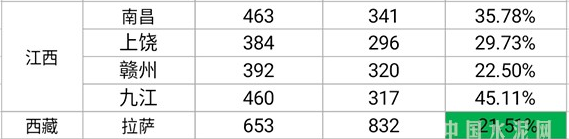 南昌 463 341 35.78%
上饶 384 296 29.73%
江西
赣州 392 320 22.50%
九江 460 317 45.11%
西藏 拉萨 653 832
中国水泥网